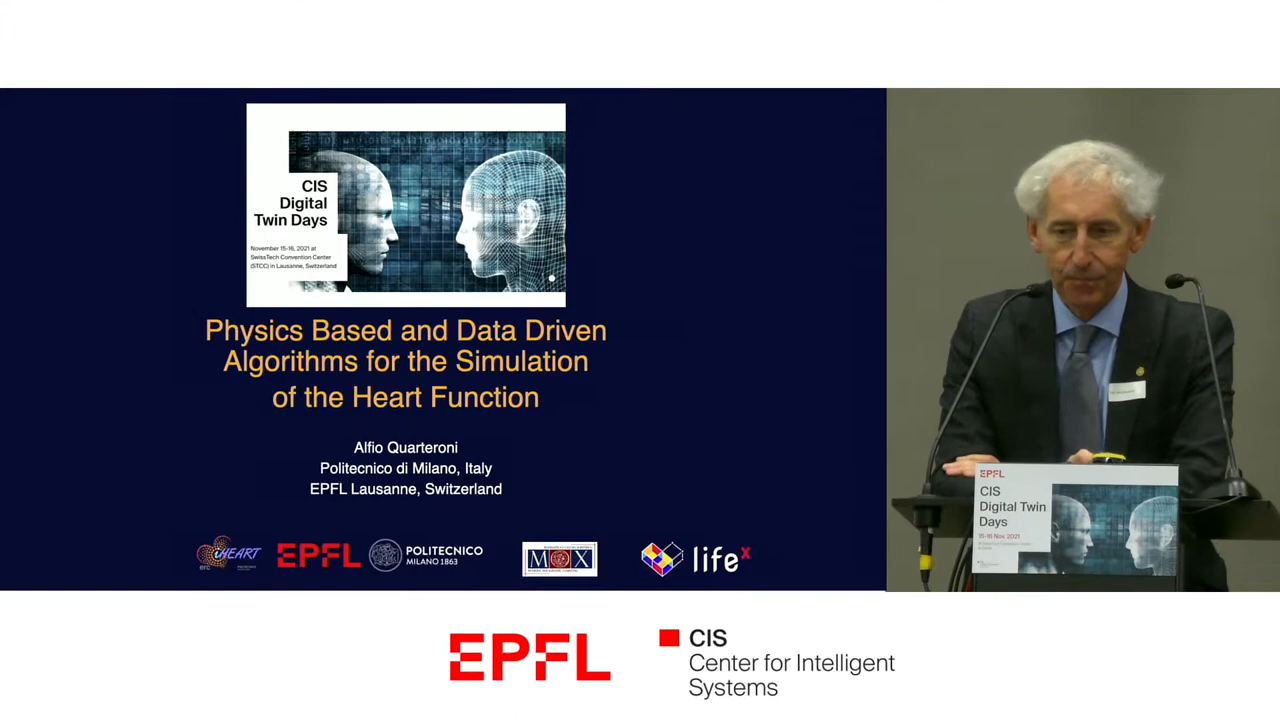 CIS
Digital
Twin Days
November 15-16, 2021 at
SwissTech Convention Center
(STCC) in Lausanne, Switzerland
Physics Based and Data Driven
Algorithms for the Simulation
of the Heart Function
Alfio Quarteroni
Politecnico di Milano, Italy
EPFL Lausanne, Switzerland
iHEART
erc
EPFL
POLITECNICO
MILANO 1863
MOX
lifex
EPFL
CIS
Digital Twin
Days
15-16 Nov 2021
EPFL
CIS
Center for Intelligent
Systems